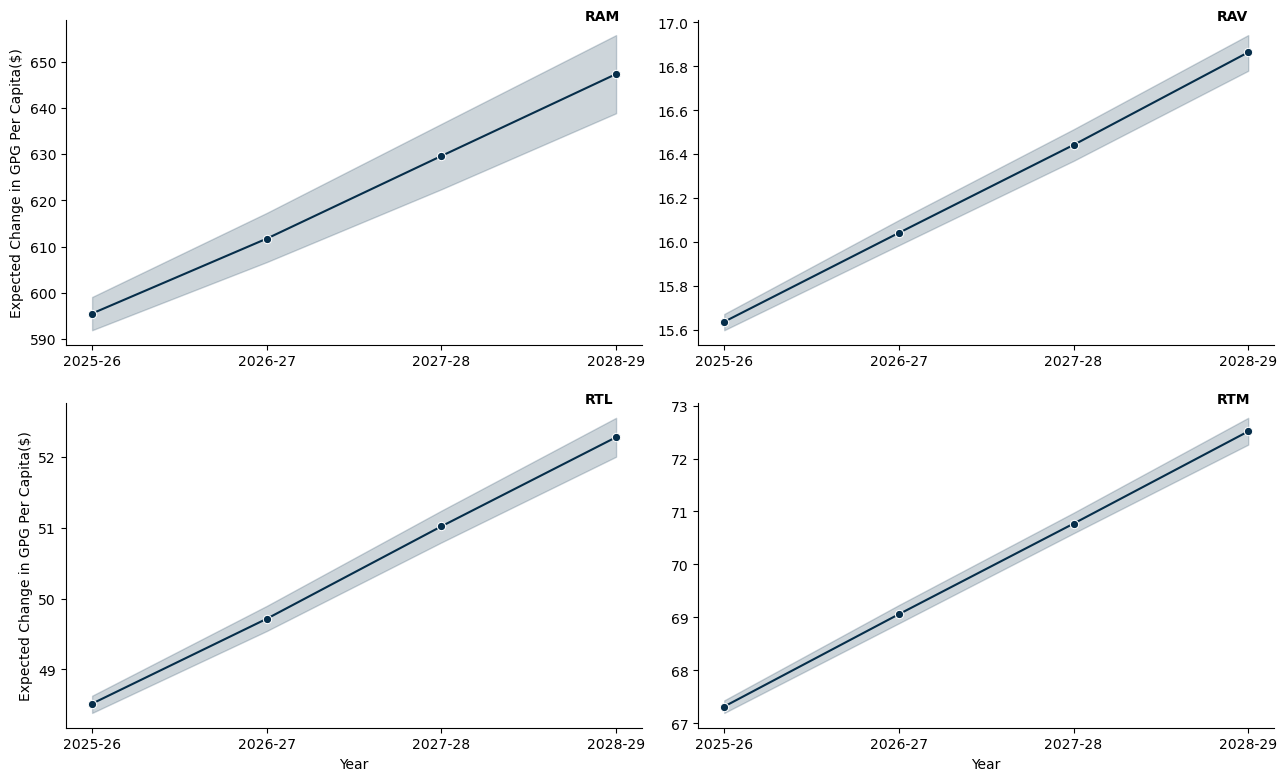 RAM
Expected Change in GPG Per Capita($)
650
640
630
620
610
600
590
2025-26 2026-27 2027-28 2028-29
RAV
17.0
16.8
16.6
16.4
16.2
16.0
15.8
15.6
2025-26 2026-27 2027-28 2028-29
RTL
Expected Change in GPG Per Capita($)
52
51
50
49
2025-26 2026-27 2027-28 2028-29
Year
RTM
73
72
71
70
69
68
67
2025-26 2026-27 2027-28 2028-29
Year